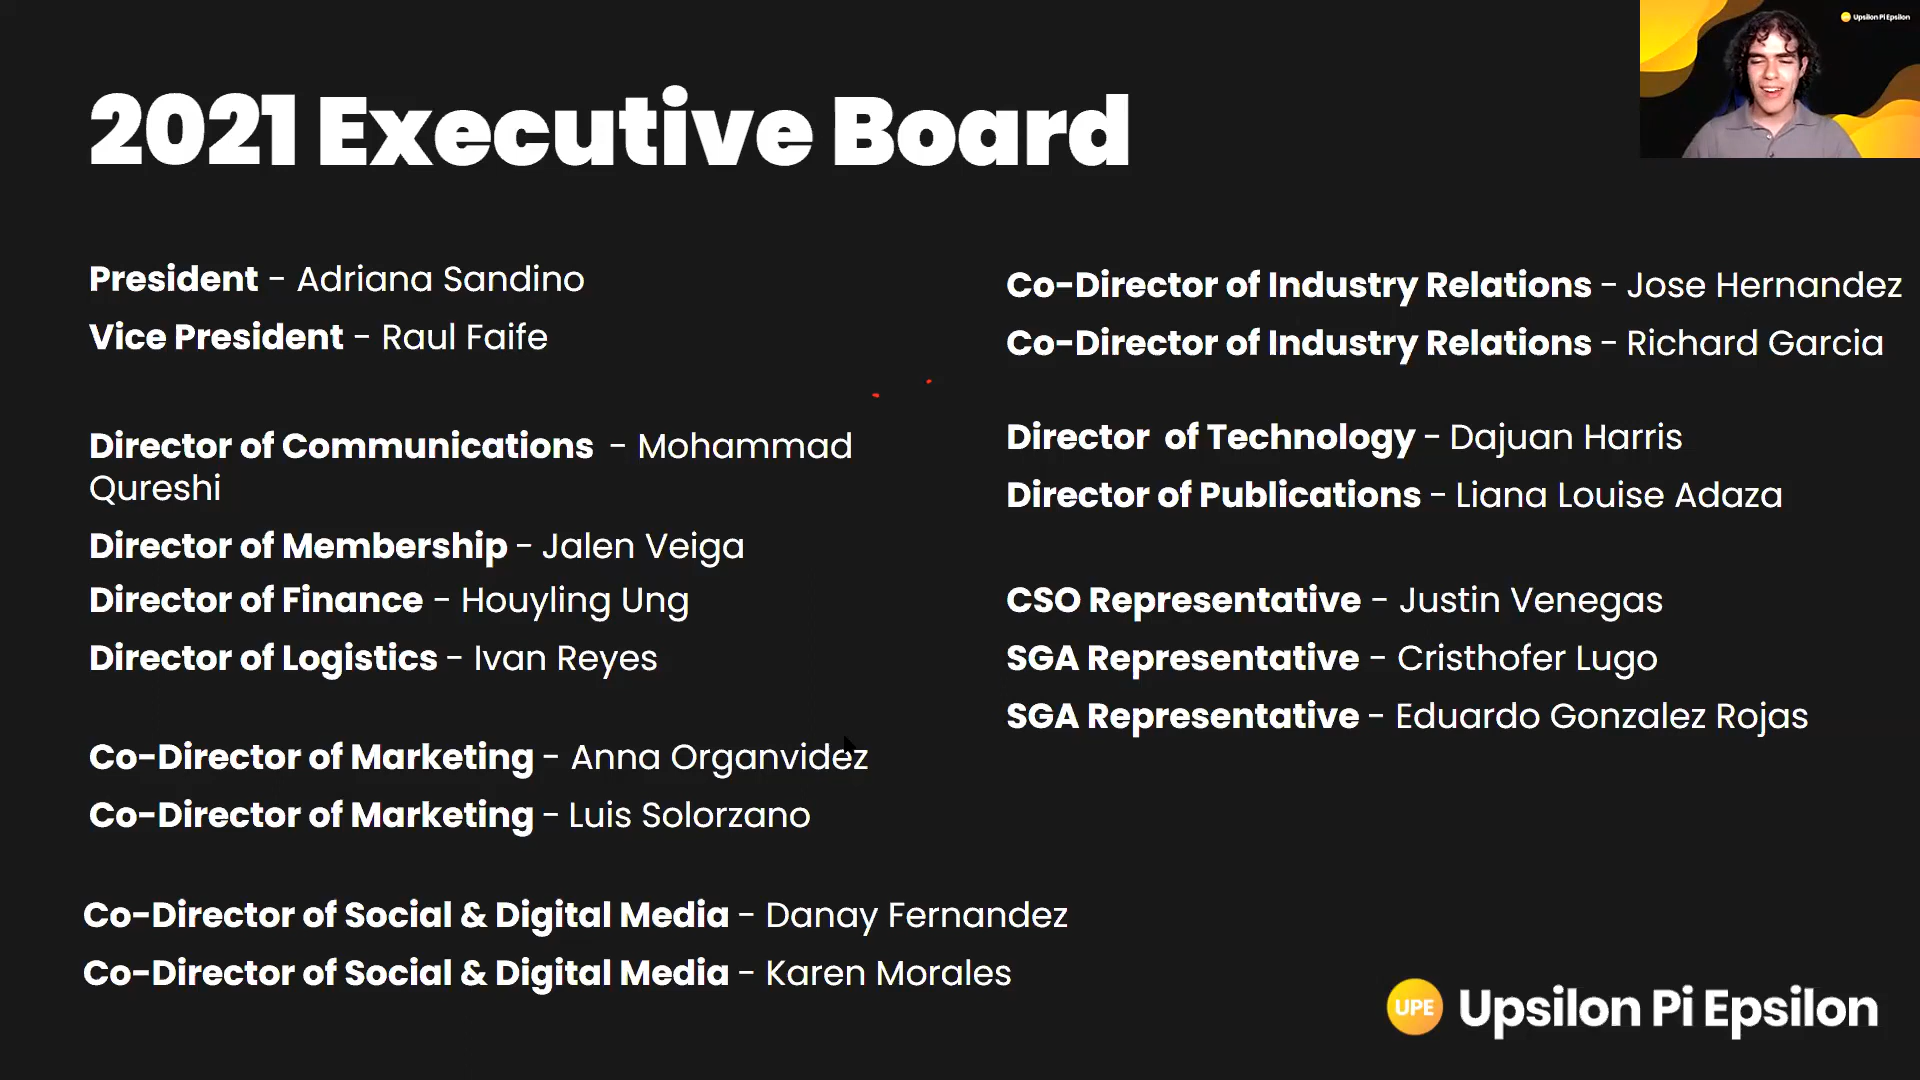 Upsilon Pi Epsilon
2021 Executive Board
President - Adriana Sandino
Vice President - Raul Faife
Director of Communications - Mohammad
Qureshi
Director of Membership - Jalen Veiga
Director of Finance - Houyling Ung
Director of Logistics - Ivan Reyes
Co-Director of Marketing - Anna Organvidez
Co-Director of Marketing - Luis Solorzano
Co-Director of Social & Digital Media - Danay Fernandez
Co-Director of Social & Digital Media - Karen Morales
Co-Director of Industry Relations - Jose Hernandez
Co-Director of Industry Relations - Richard Garcia
Director of Technology - Dajuan Harris
Director of Publications - Liana Louise Adaza
CSO Representative - Justin Venegas
SGA Representative - Cristhofer Lugo
SGA Representative - Eduardo Gonzalez Rojas
UPE Upsilon Pi Epsilon